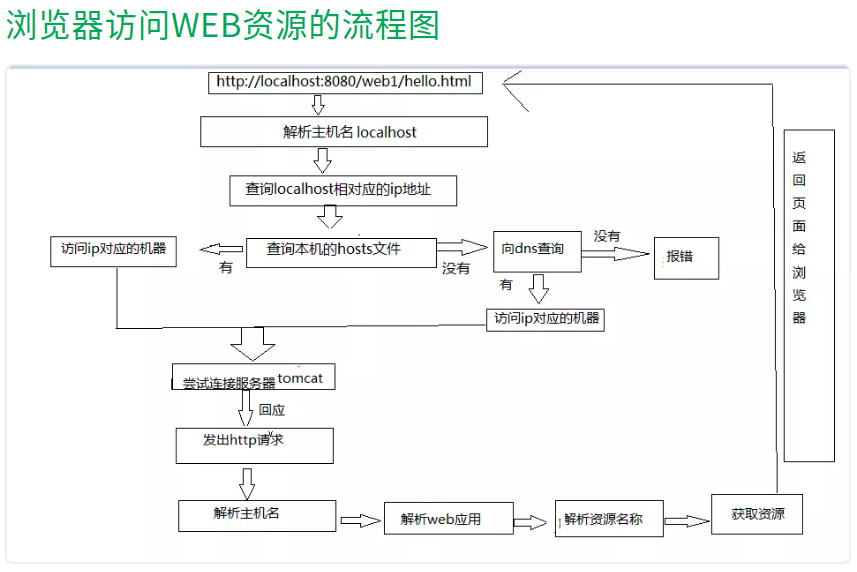 浏览器访问WEB资源的流程图
http://localhost:8080/web1/hello.html
解析主机名 localhost
查询localhost相对应的ip地址
访问ip对应的机器
有
查询本机的hosts文件
没有
向dns查询
没有
报错
有
访问ip对应的机器
尝试连接服务器 tomcat
回应
发出http请求
解析主机名
解析web应用
解析资源名称
获取资源
返
回
页
面
给
浏
览
器